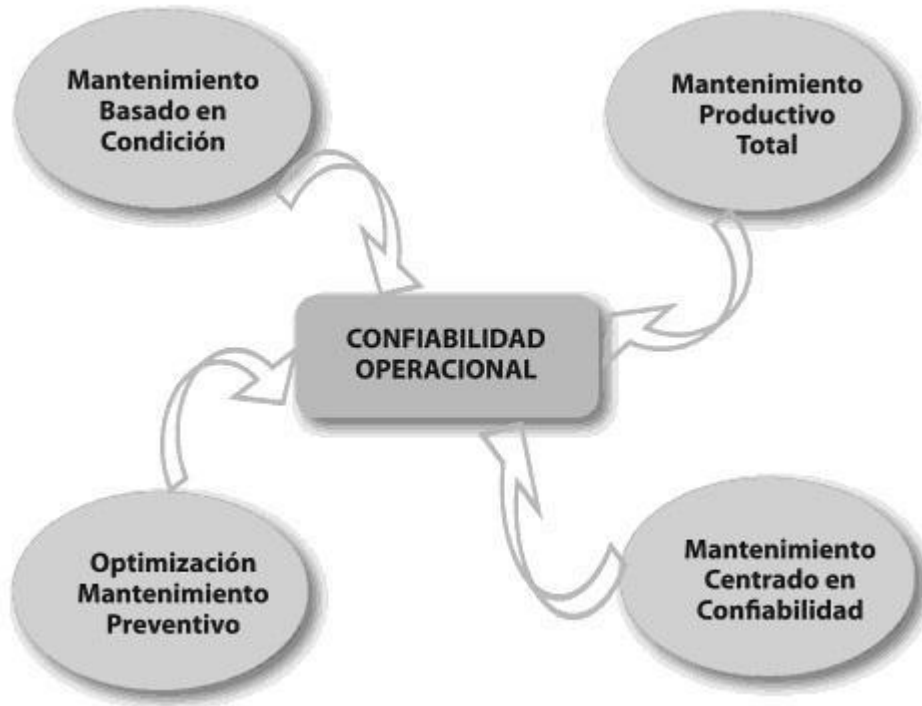 Mantenimiento
Basado en
Condición
Mantenimiento
Productivo
Total
CONFIABILIDAD
OPERACIONAL
Optimización
Mantenimiento
Preventivo
Mantenimiento
Centrado en
Confiabilidad